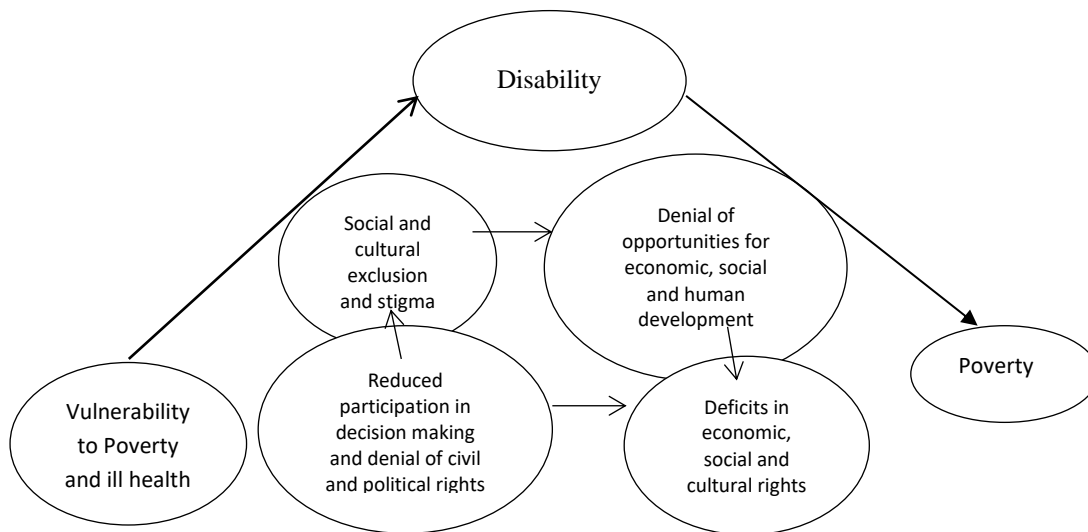 Disability
Social and
cultural
exclusion
and stigma
Denial of
opportunities for
economic, social
and human
development
Vulnerability
to Poverty
and ill health
Reduced
participation in
decision making
and denial of civil
and political rights
Deficits in
economic,
social and
cultural rights
Poverty